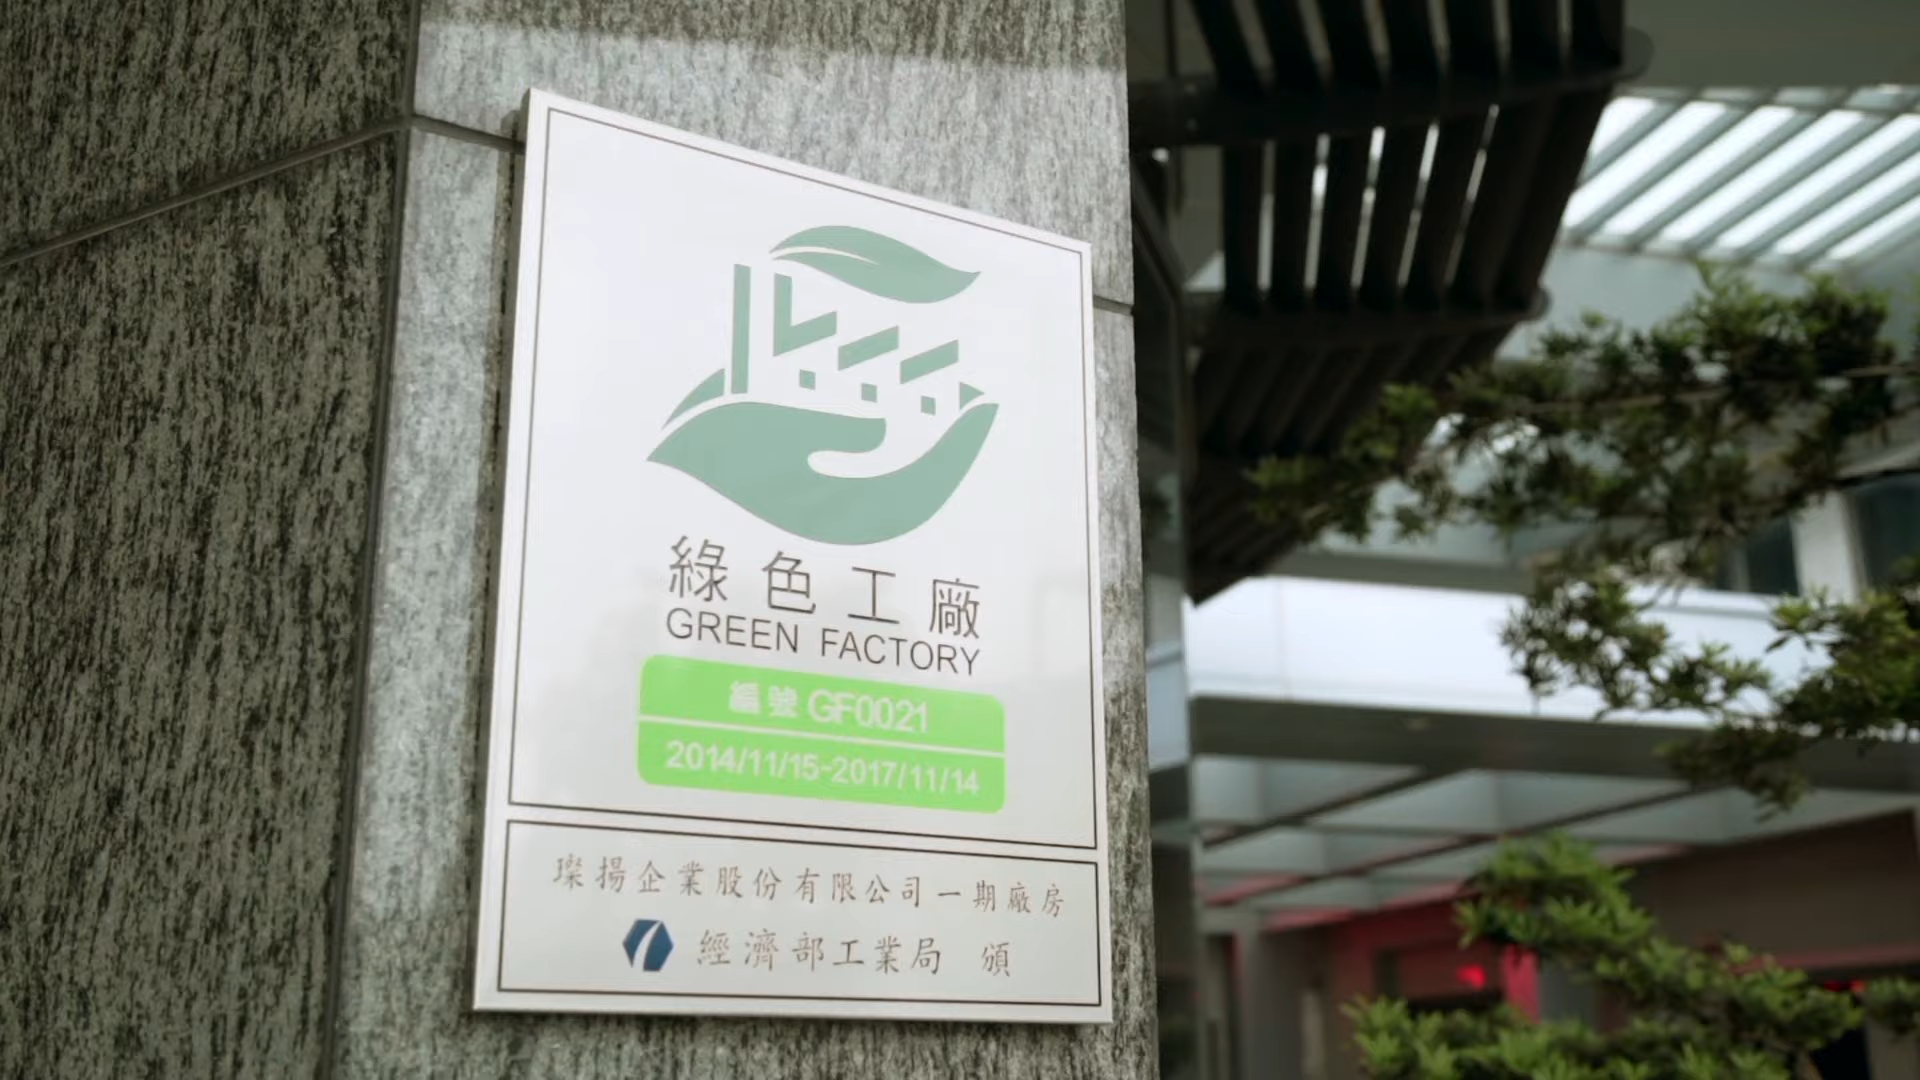 綠色工廠
GREEN FACTORY
編號 GF0021
2014/11/15-2017/11/14
璨揚企業股份有限公司一期廠房
經濟部工業局 頒